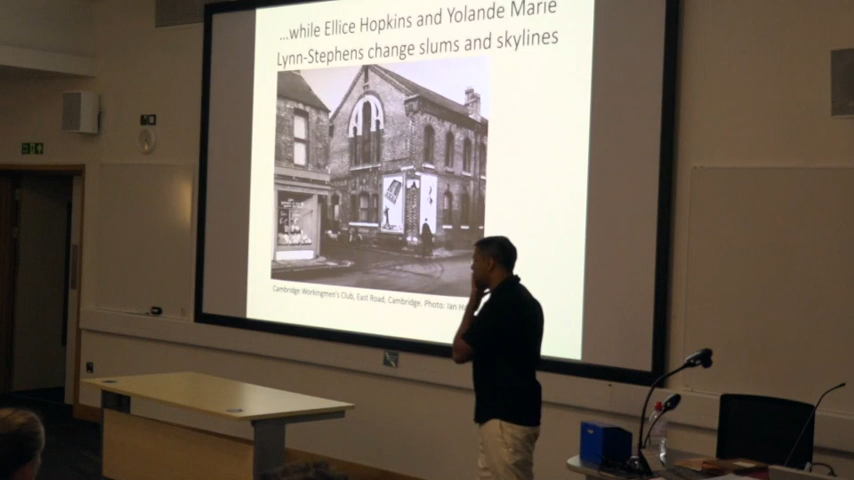 ...while Ellice Hopkins and Yolande Marie
Lynn-Stephens change slums and skylines
Cambridge Workingmen's Club, East Road, Cambridge. Photo: Ian